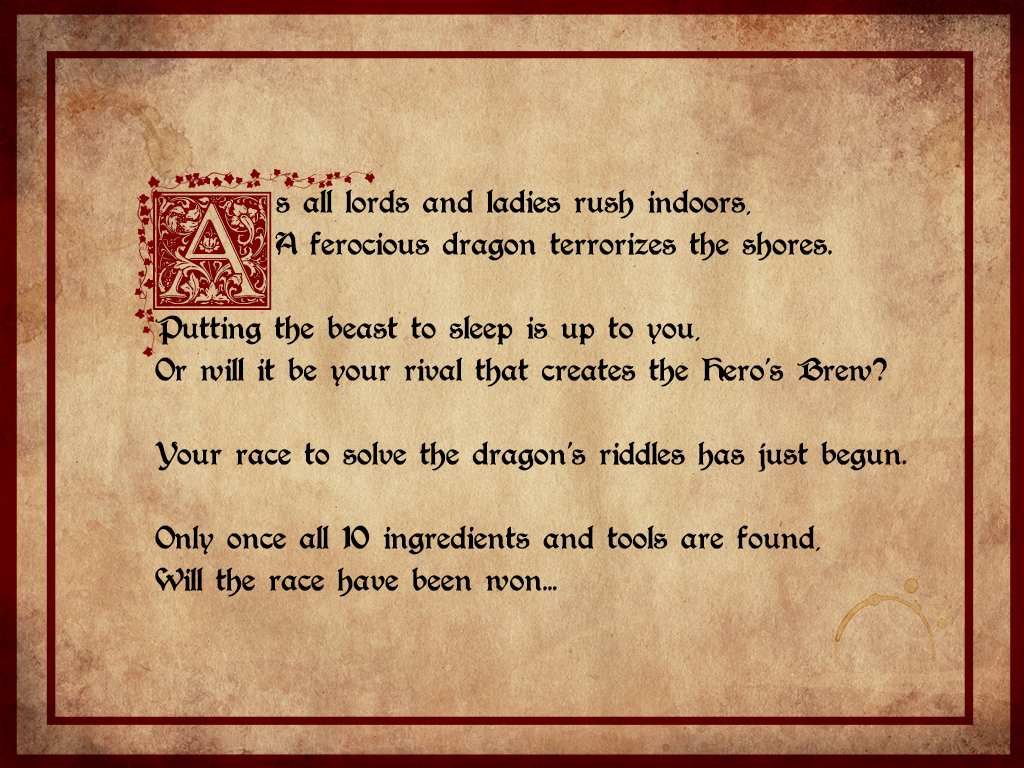 As all lords and ladies rush indoors,
A ferocious dragon terrorizes the shores.
Putting the beast to sleep is up to you,
Or will it be your rival that creates the Hero's Brew?
Your race to solve the dragon's riddles has just begun.
Only once all 10 ingredients and tools are found,
Will the race have been won...